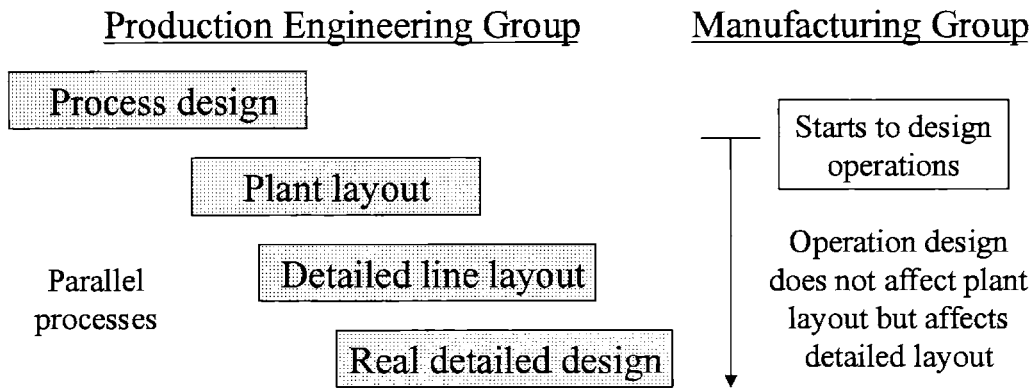 Production Engineering Group
Manufacturing Group
Process design
Starts to design
operations
Plant layout
Operation design
does not affect plant
layout but affects
detailed layout
Detailed line layout
Parallel
processes
Real detailed design